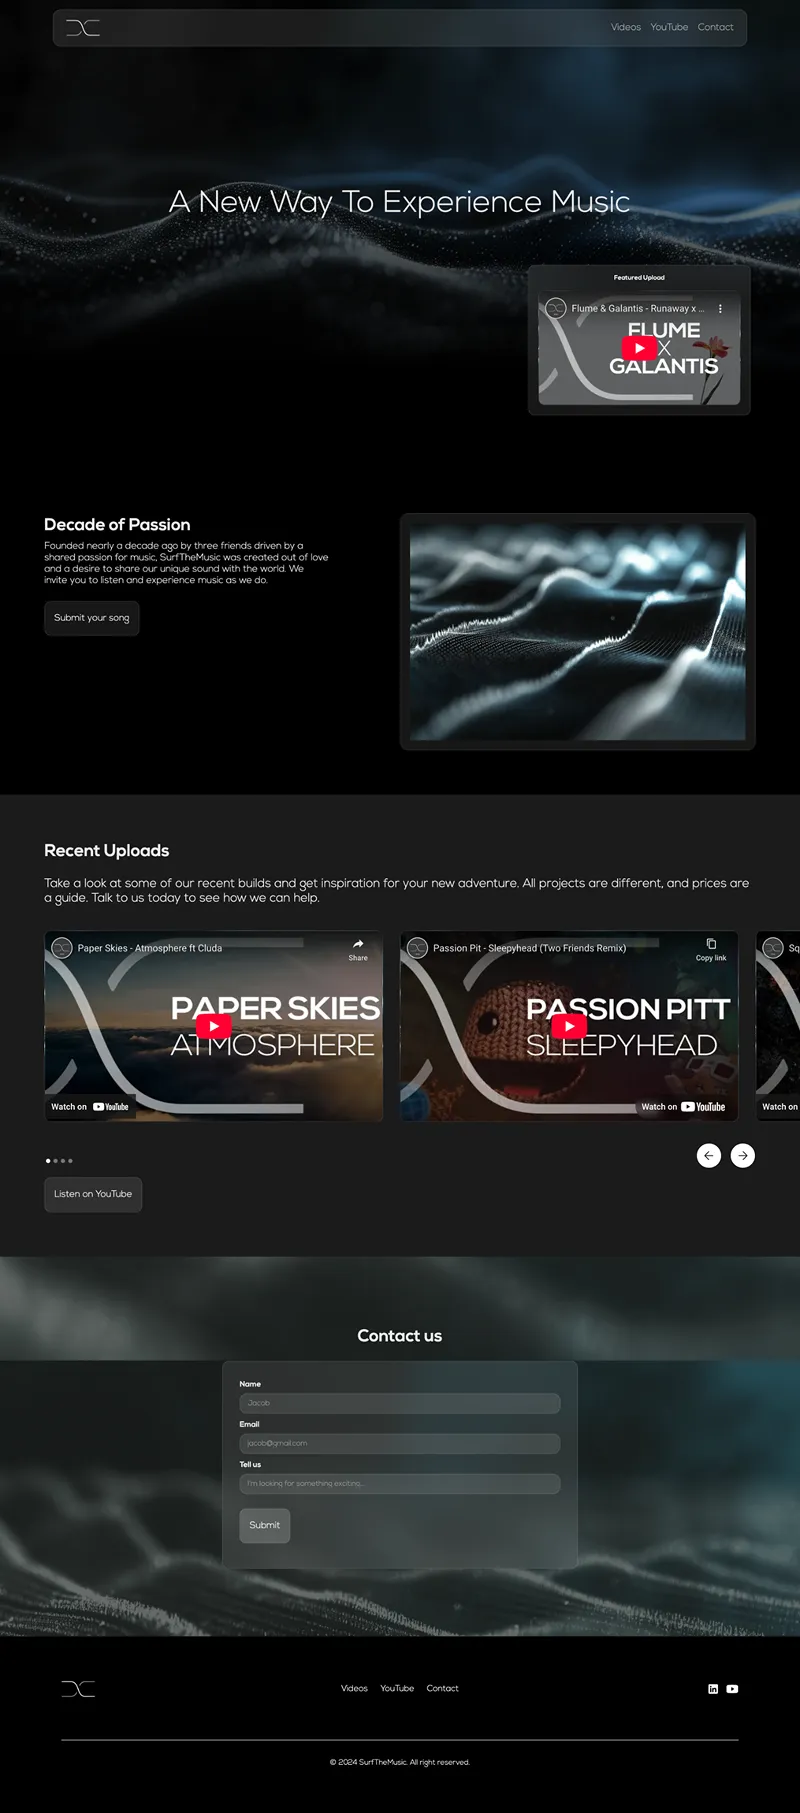 Videos YouTube Contact
A New Way To Experience Music
Featured Upload
Flume & Galantis - Runaway x ...
FLUME
X
GALANTIS
Decade of Passion
Founded nearly a decade ago by three friends driven by a
shared passion for music, SurfTheMusic was created out of love
and a desire to share our unique sound with the world. We
invite you to listen and experience music as we do.
Submit your song
Recent Uploads
Take a look at some of our recent builds and get inspiration for your new adventure. All projects are different, and prices are
a guide. Talk to us today to see how we can help.
Paper Skies - Atmosphere ft Cluda
Share
PAPER SKIES
ATMOSPHERE
Watch on YouTube
Passion Pit - Sleepyhead (Two Friends Remix)
Copy link
PASSION PITT
SLEEPYHEAD
Watch on YouTube
Sq
Watch on
Listen on YouTube
Contact us
Name
Jacob
Email
jacob@gmail.com
Tell us
I'm looking for something exciting...
Submit
Videos YouTube Contact
© 2024 SurfTheMusic. All right reserved.